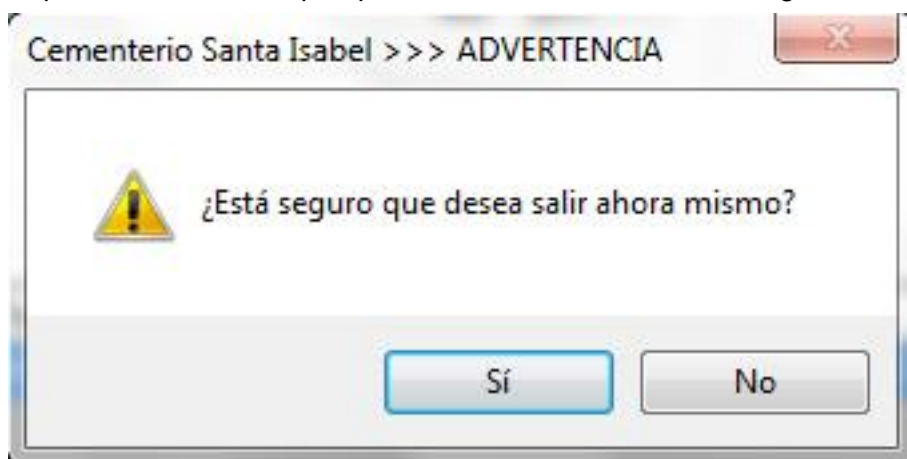 Cementerio Santa Isabel >>> ADVERTENCIA
¿Está seguro que desea salir ahora mismo?
Sí
No